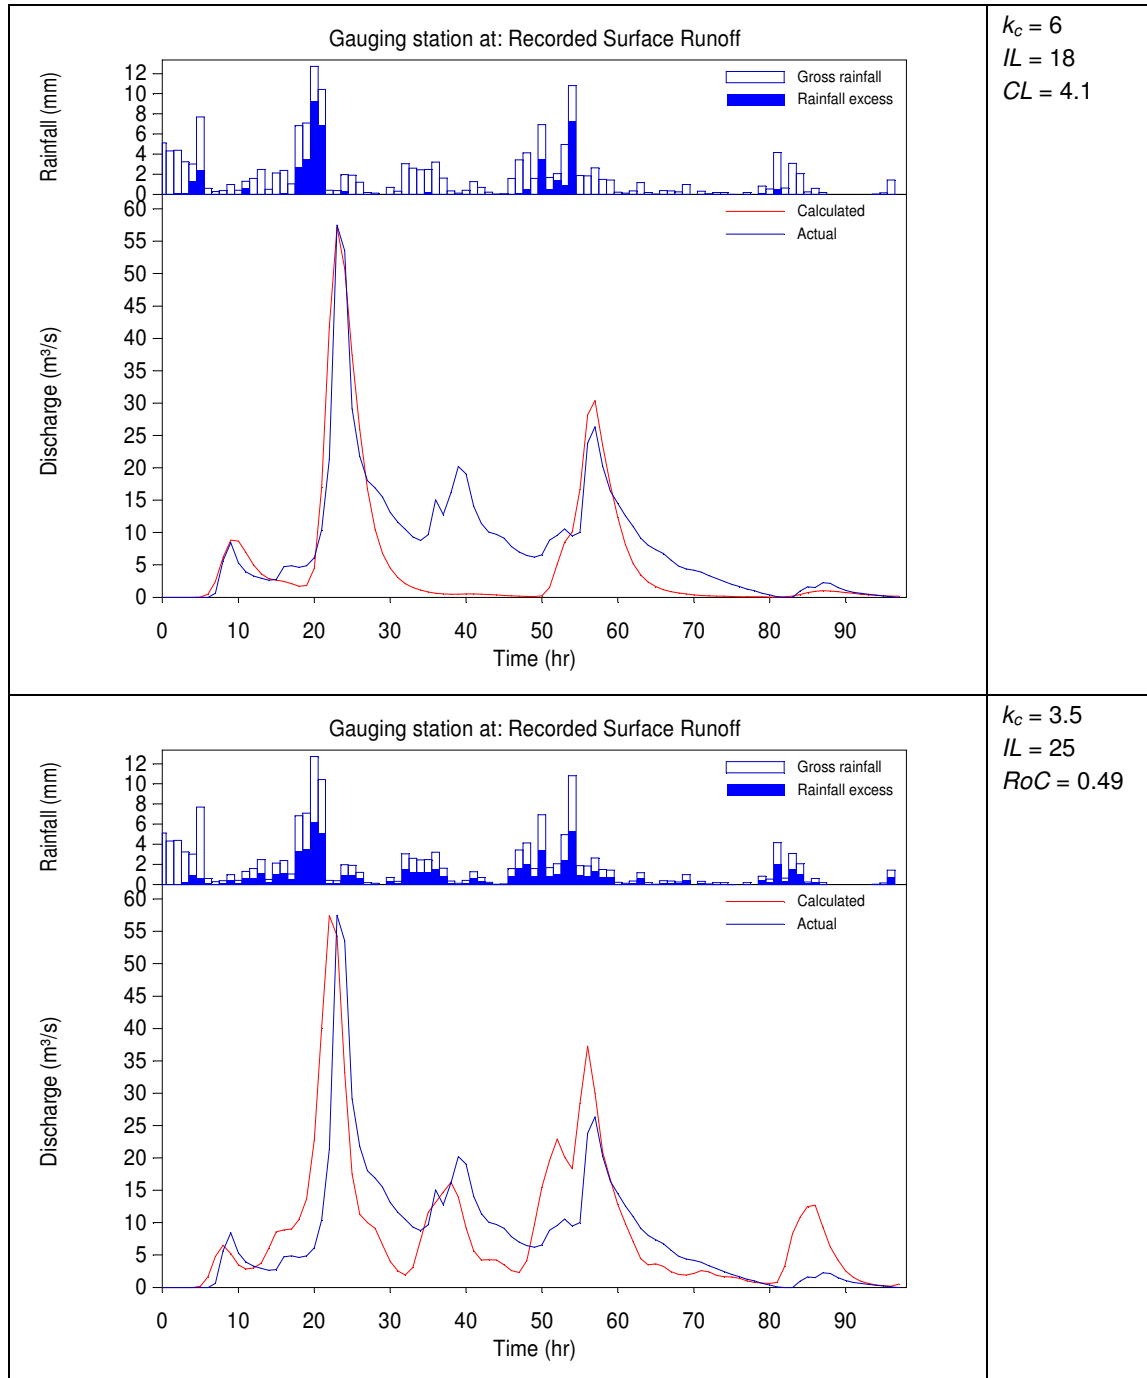 Gauging station at: Recorded Surface Runoff
Rainfall (mm)
12
10
8
6
4
2
0
Gross rainfall
Rainfall excess
Discharge (m³/s)
60
55
50
45
40
35
30
25
20
15
10
5
0
Calculated
Actual
0 10 20 30 40 50 60 70 80 90
Time (hr)
k_c = 6
IL = 18
CL = 4.1
Gauging station at: Recorded Surface Runoff
Rainfall (mm)
12
10
8
6
4
2
0
Gross rainfall
Rainfall excess
Discharge (m³/s)
60
55
50
45
40
35
30
25
20
15
10
5
0
Calculated
Actual
0 10 20 30 40 50 60 70 80 90
Time (hr)
k_c = 3.5
IL = 25
RoC = 0.49